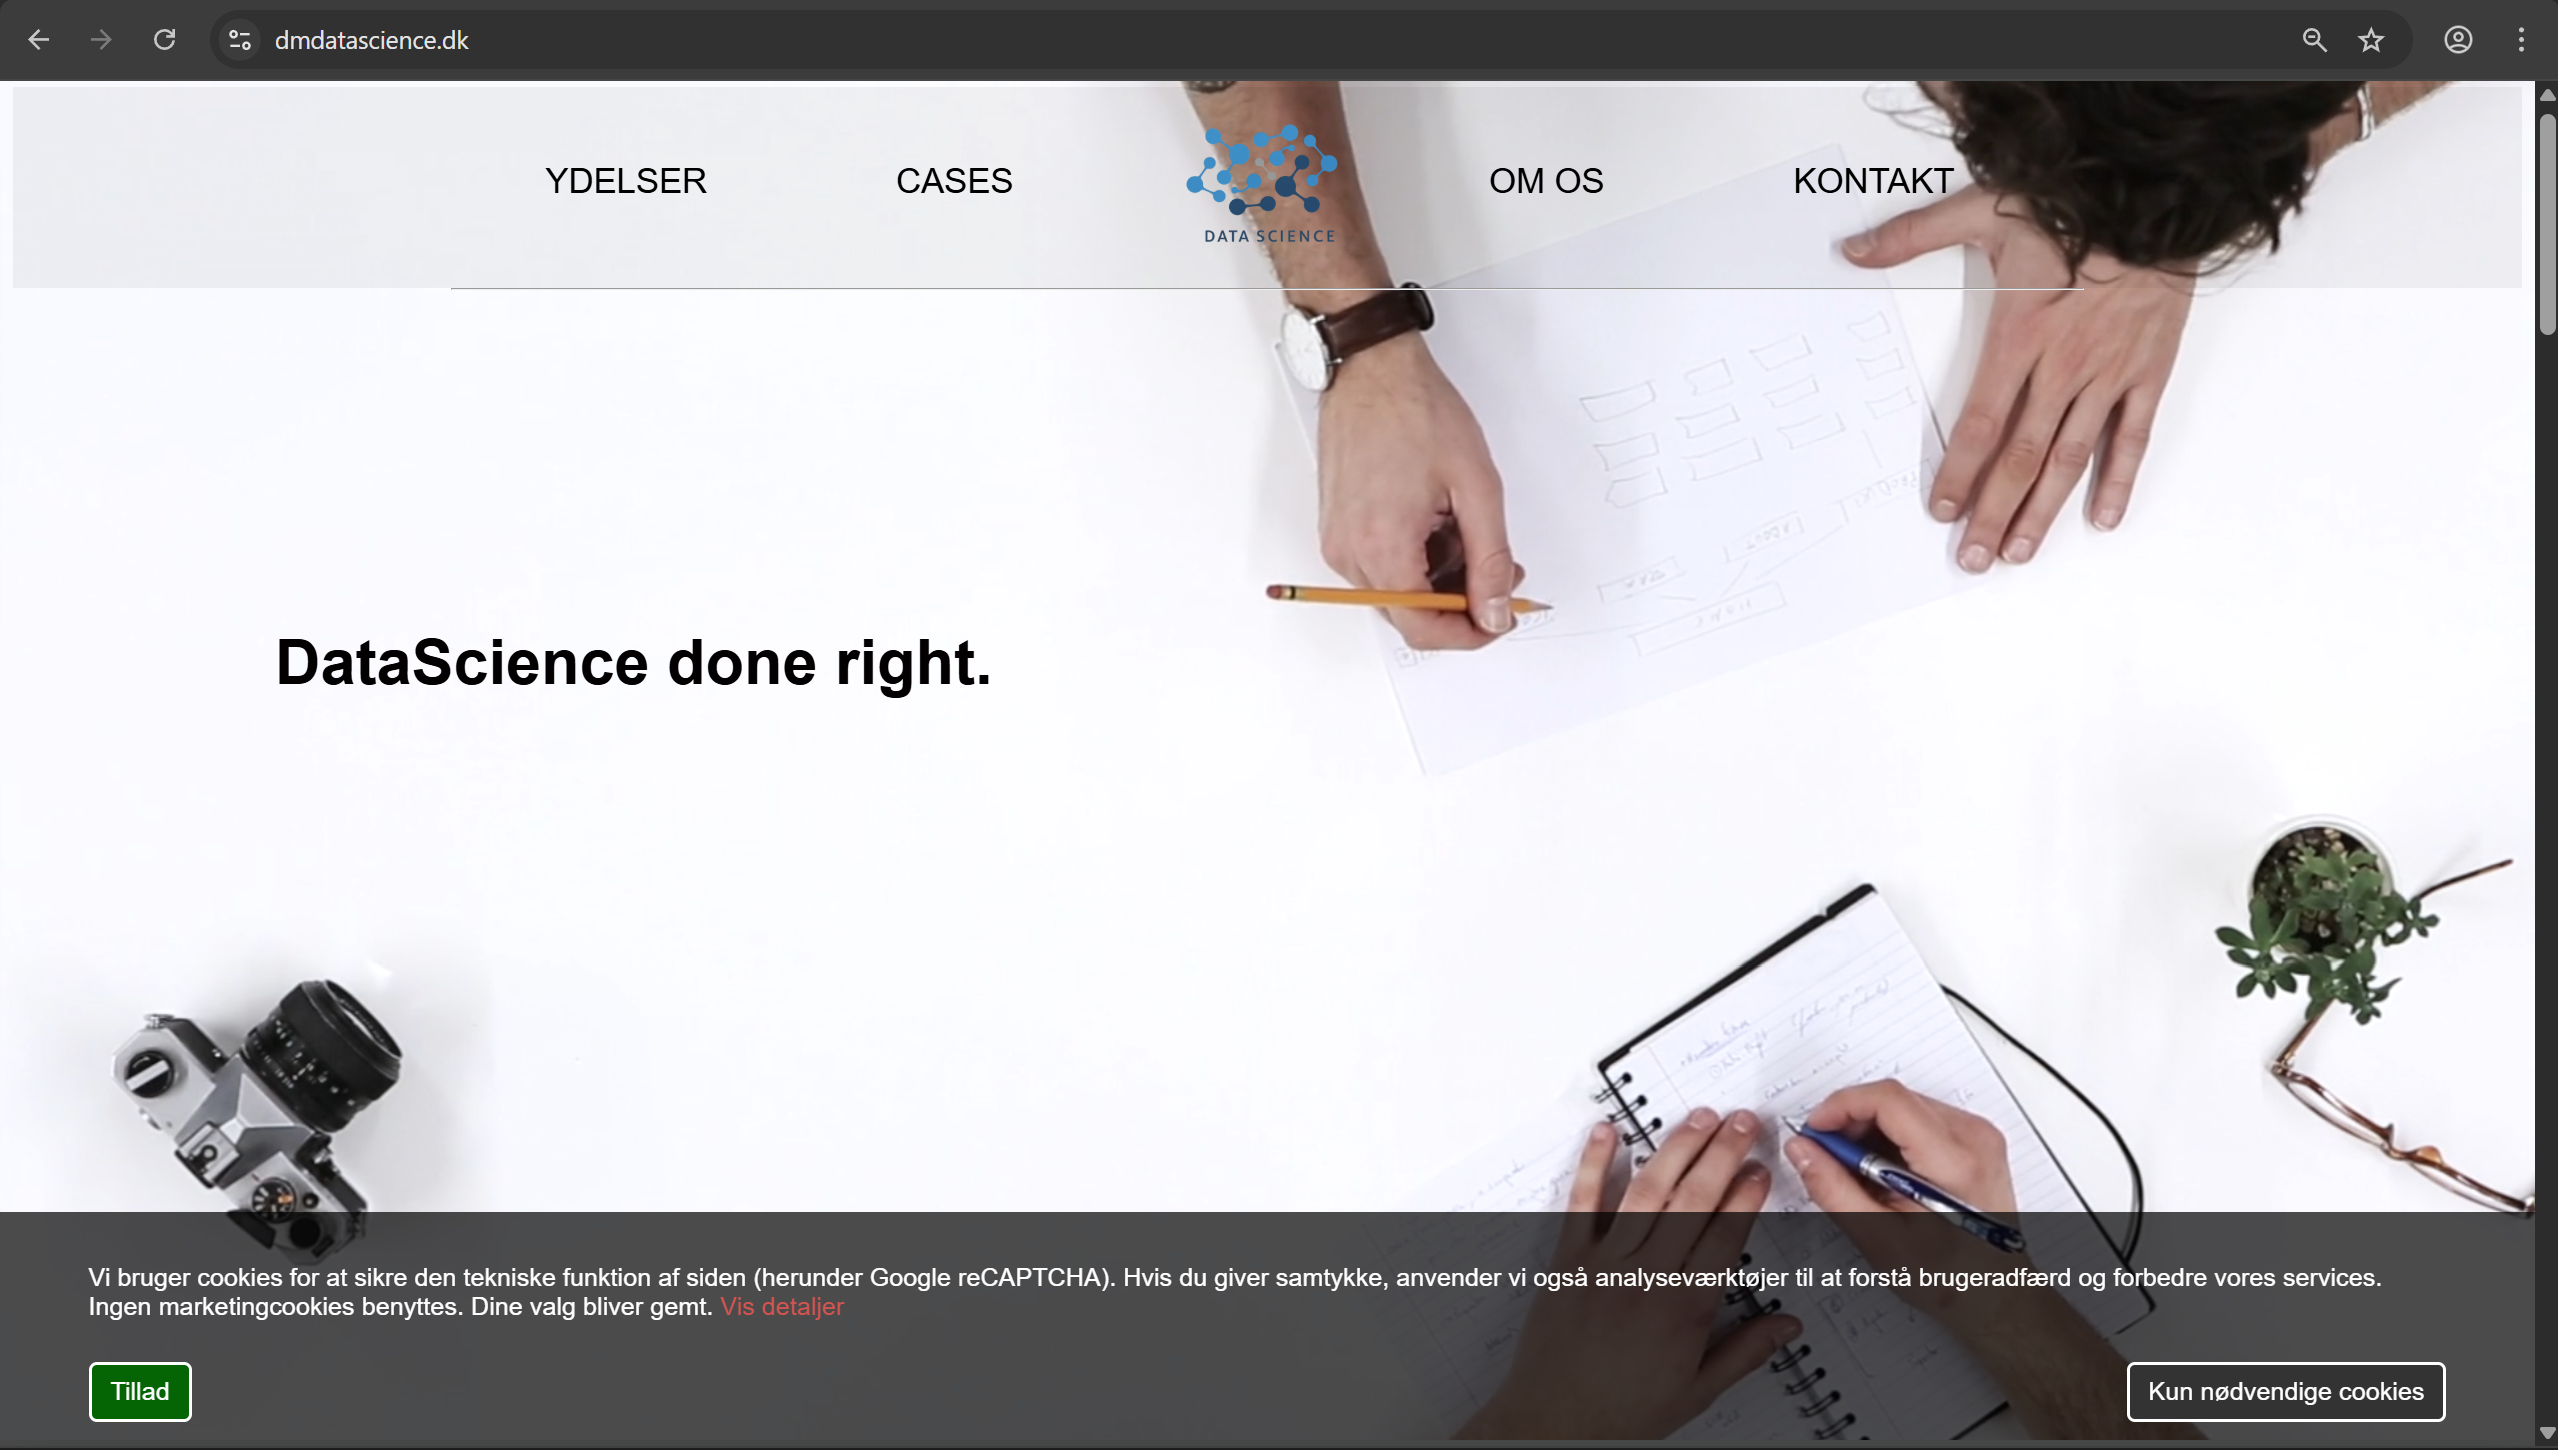 dmdatascience.dk
YDELSER CASES DATA SCIENCE OM OS KONTAKT
DataScience done right.
Vi bruger cookies for at sikre den tekniske funktion af siden (herunder Google reCAPTCHA). Hvis du giver samtykke, anvender vi også analyseværktøjer til at forstå brugeradfærd og forbedre vores services.
Ingen marketingcookies benyttes. Dine valg bliver gemt. Vis detaljer
Tillad Kun nødvendige cookies